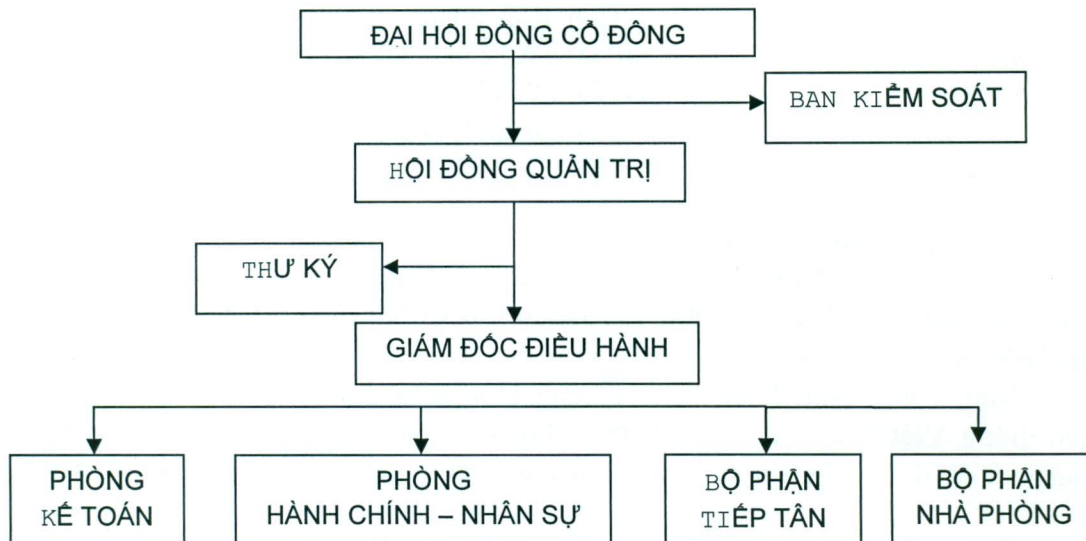 ĐẠI HỘI ĐỒNG CỔ ĐÔNG
BAN KIỂM SOÁT
HỘI ĐỒNG QUẢN TRỊ
THƯ KÝ
GIÁM ĐỐC ĐIỀU HÀNH
PHÒNG
KẾ TOÁN
PHÒNG
HÀNH CHÍNH – NHÂN SỰ
BỘ PHẬN
TIẾP TÂN
BỘ PHẬN
NHÀ PHÒNG